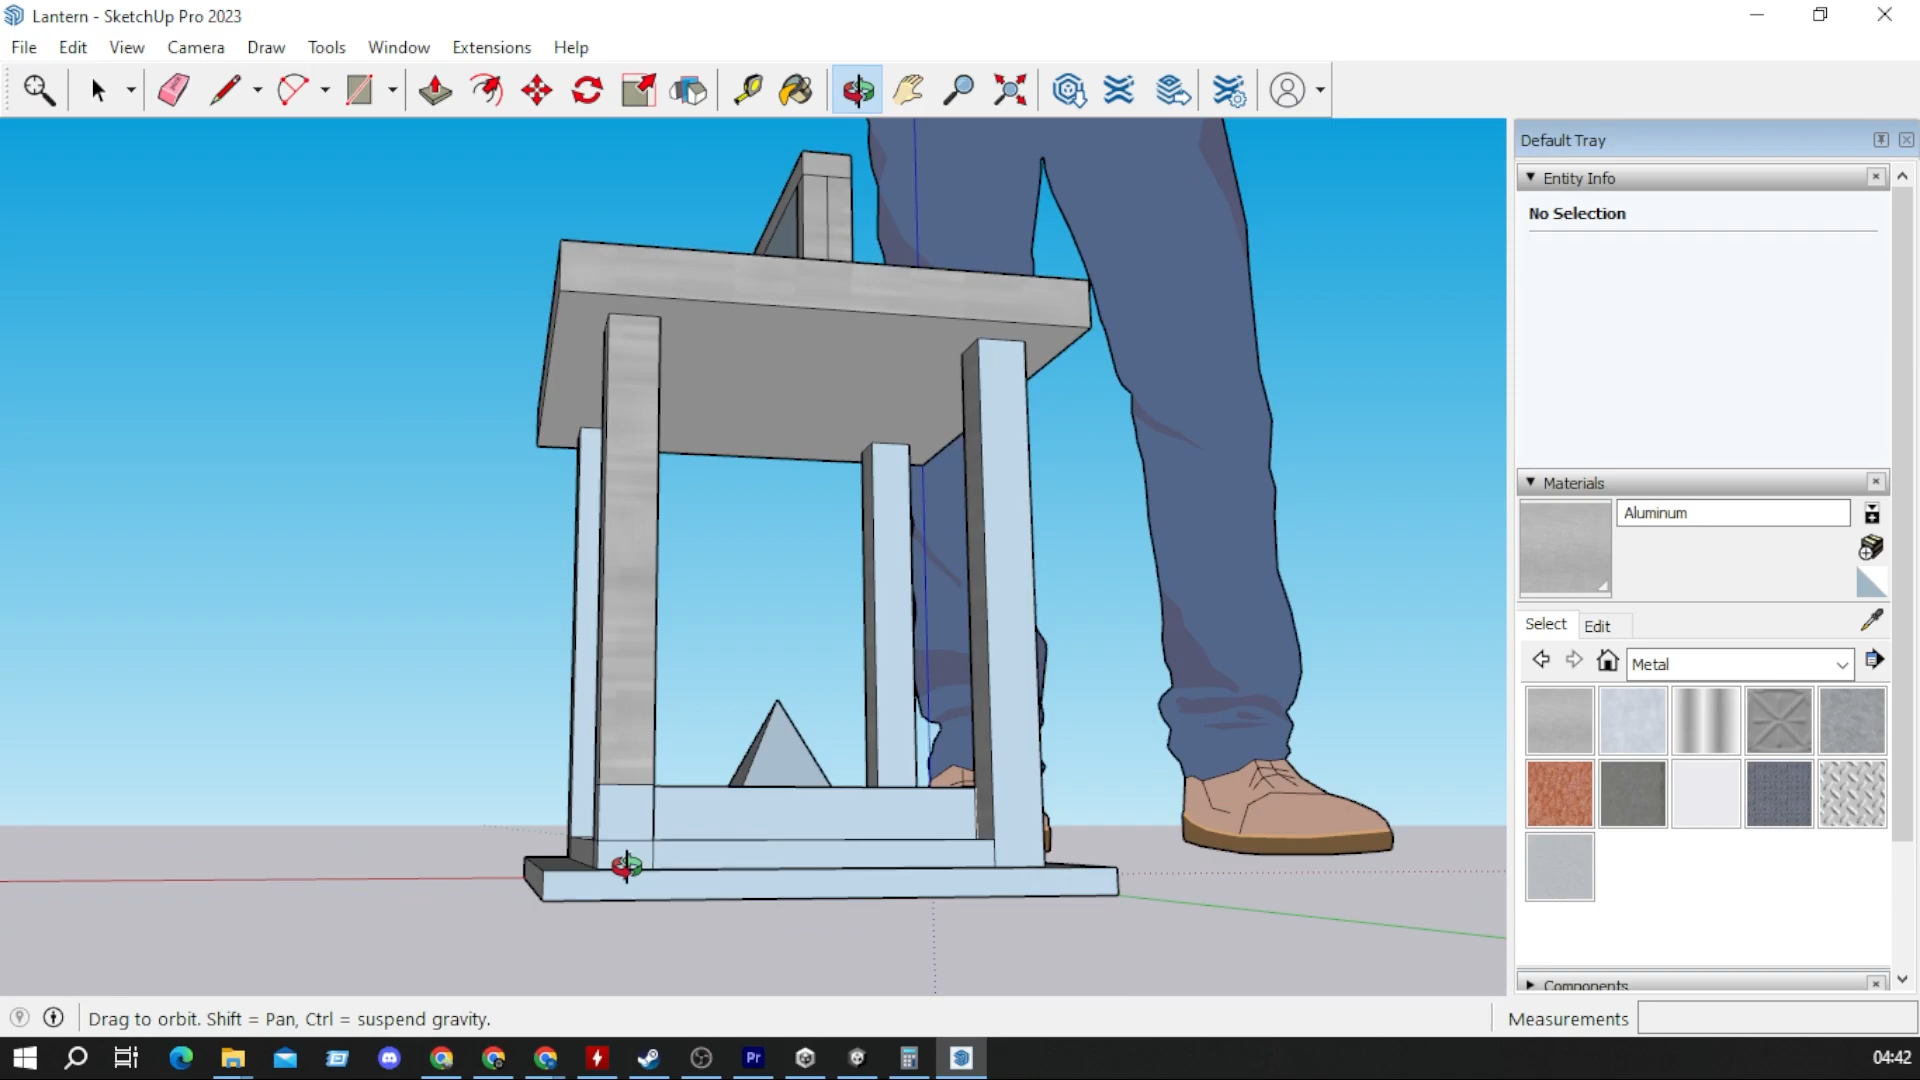 Lantern - SketchUp Pro 2023
File Edit View Camera Draw Tools Window Extensions Help
Default Tray
Entity Info
No Selection
Materials
Aluminum
Select Edit
Metal
Components
Drag to orbit. Shift = Pan, Ctrl = suspend gravity.
Measurements
Pr
04:42